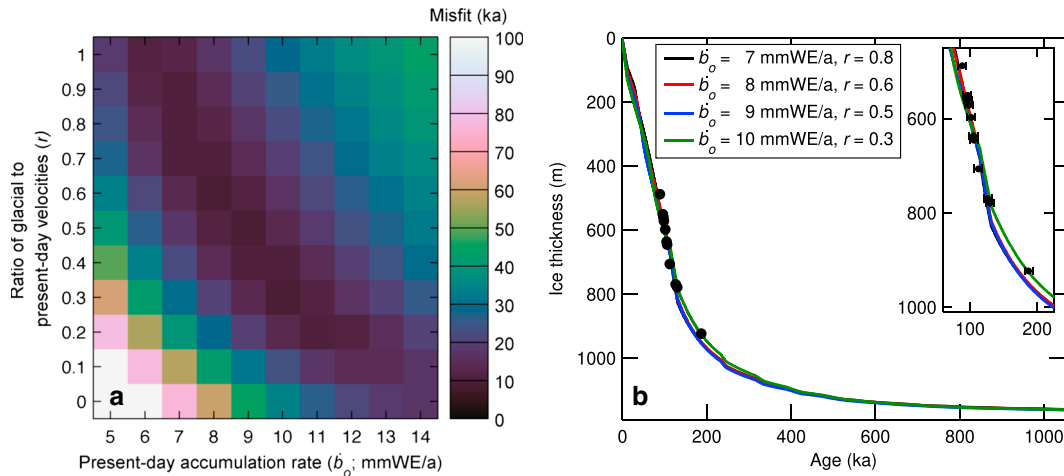 Misfit (ka)
Ratio of glacial to
present-day velocities (r)
1
0.9
0.8
0.7
0.6
0.5
0.4
0.3
0.2
0.1
0
a
5 6 7 8 9 10 11 12 13 14
Present-day accumulation rate (ḃo; mmWE/a)
100
90
80
70
60
50
40
30
20
10
0
Ice thickness (m)
0
200
400
600
800
1000
ḃo = 7 mmWE/a, r = 0.8
ḃo = 8 mmWE/a, r = 0.6
ḃo = 9 mmWE/a, r = 0.5
ḃo = 10 mmWE/a, r = 0.3
600
800
1000
60 100 200
b
0 200 400 600 800 1000
Age (ka)